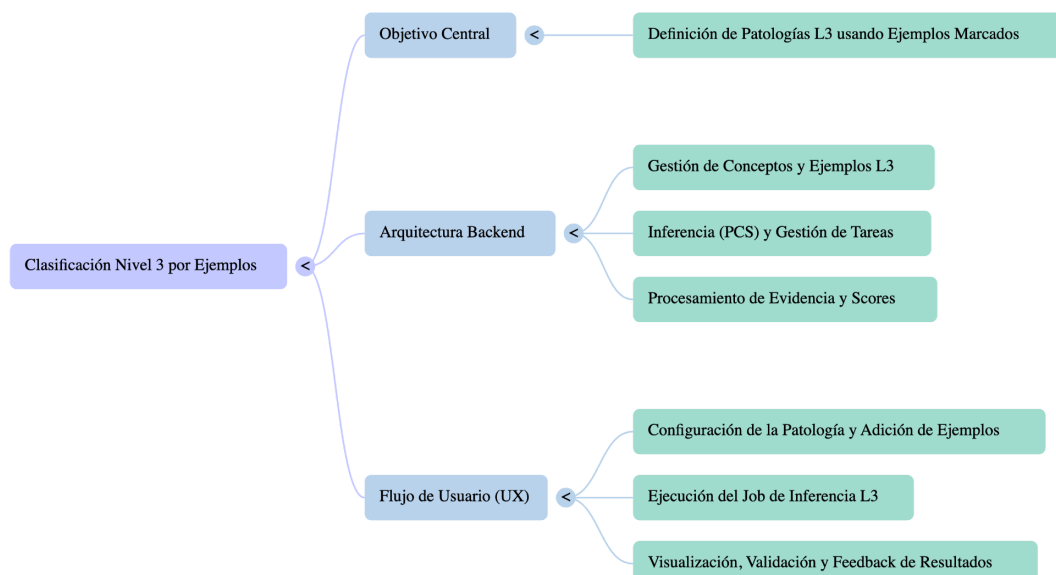 Clasificación Nivel 3 por Ejemplos
<
Objetivo Central
<
Definición de Patologías L3 usando Ejemplos Marcados
Arquitectura Backend
<
Gestión de Conceptos y Ejemplos L3
Inferencia (PCS) y Gestión de Tareas
Procesamiento de Evidencia y Scores
Flujo de Usuario (UX)
<
Configuración de la Patología y Adición de Ejemplos
Ejecución del Job de Inferencia L3
Visualización, Validación y Feedback de Resultados